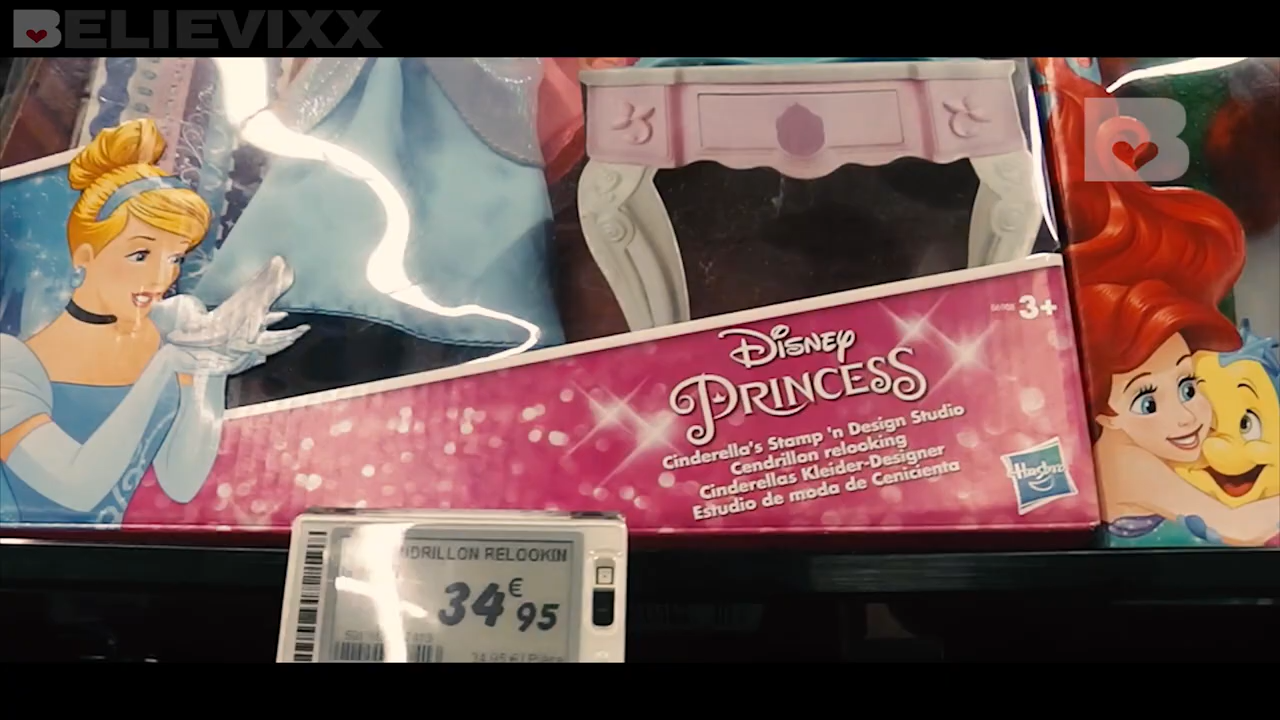 BELIEVIXX
B
3+
DISNEY
PRINCESS
Cinderella's Stamp 'n Design Studio
Cendrillon relooking
Cinderellas Kleider-Designer
Estudio de moda de Cenicienta
Hasbro
NDRILLON RELOOKIN
34€95